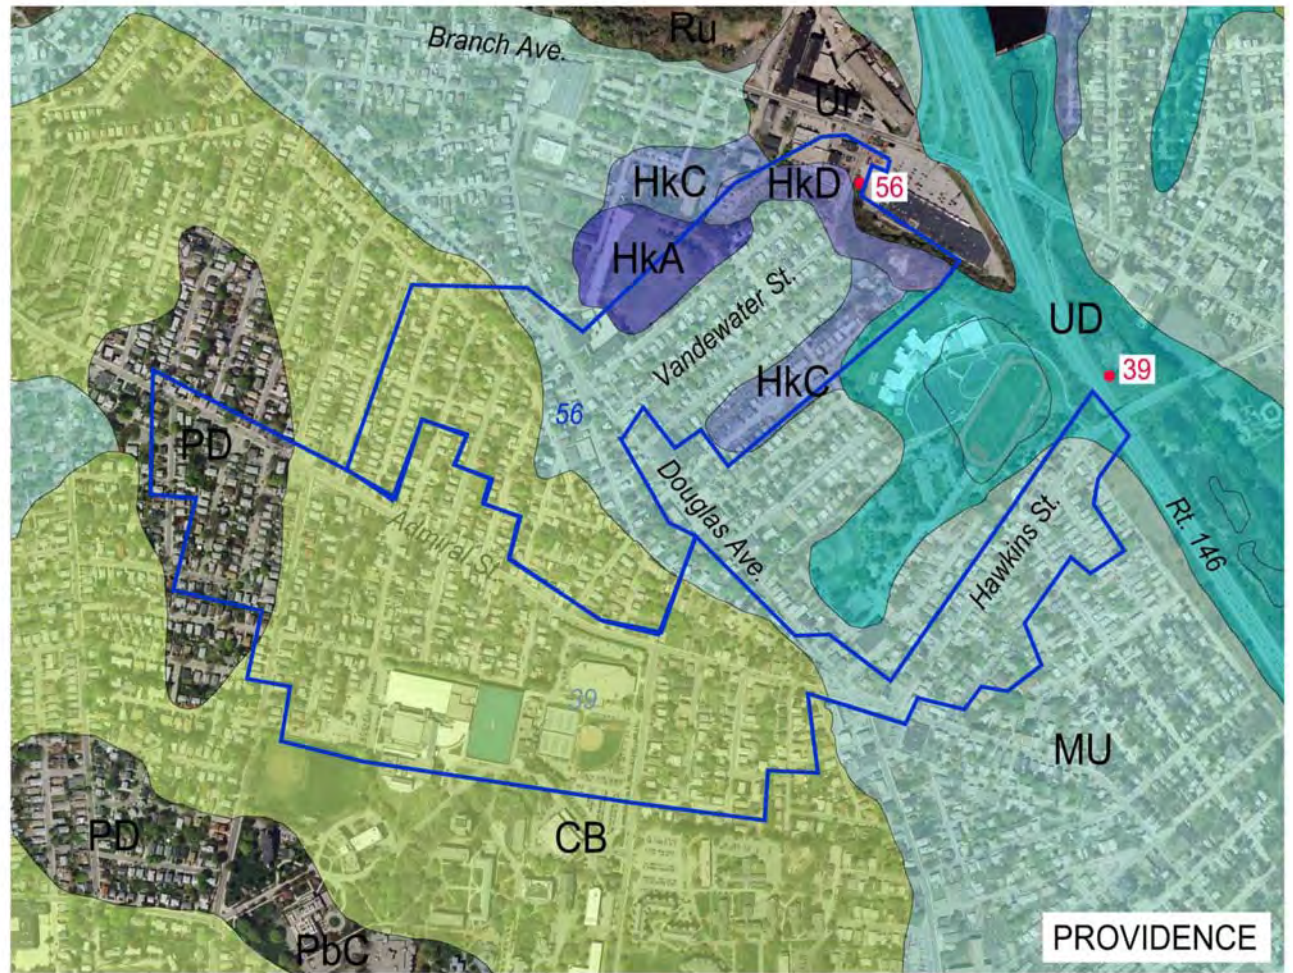 Ru
Branch Ave.
Ur
HkC
HkD
56
HkA
Vandewater St.
UD
39
HkC
56
PD
Douglas Ave.
Admiral St.
Rt. 146
Hawkins St.
39
MU
PD
CB
PbC
PROVIDENCE